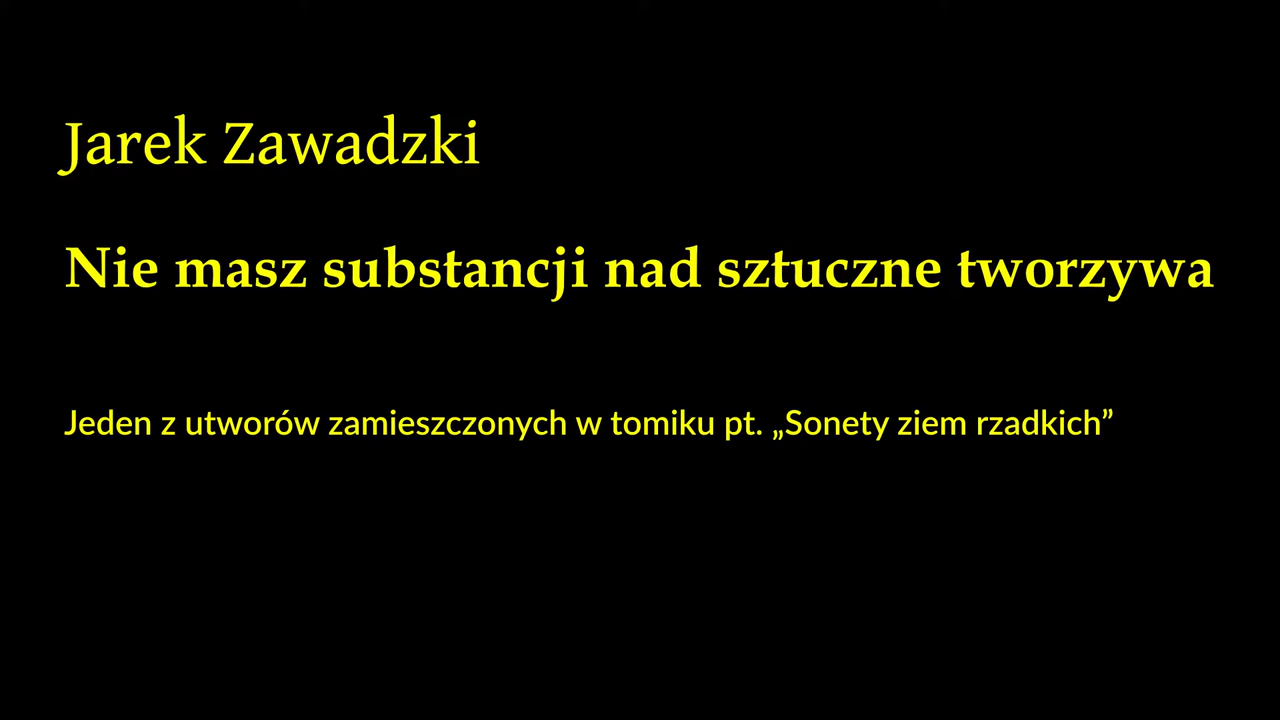 Jarek Zawadzki
Nie masz substancji nad sztuczne tworzywa
Jeden z utworów zamieszczonych w tomiku pt. „Sonety ziem rzadkich”